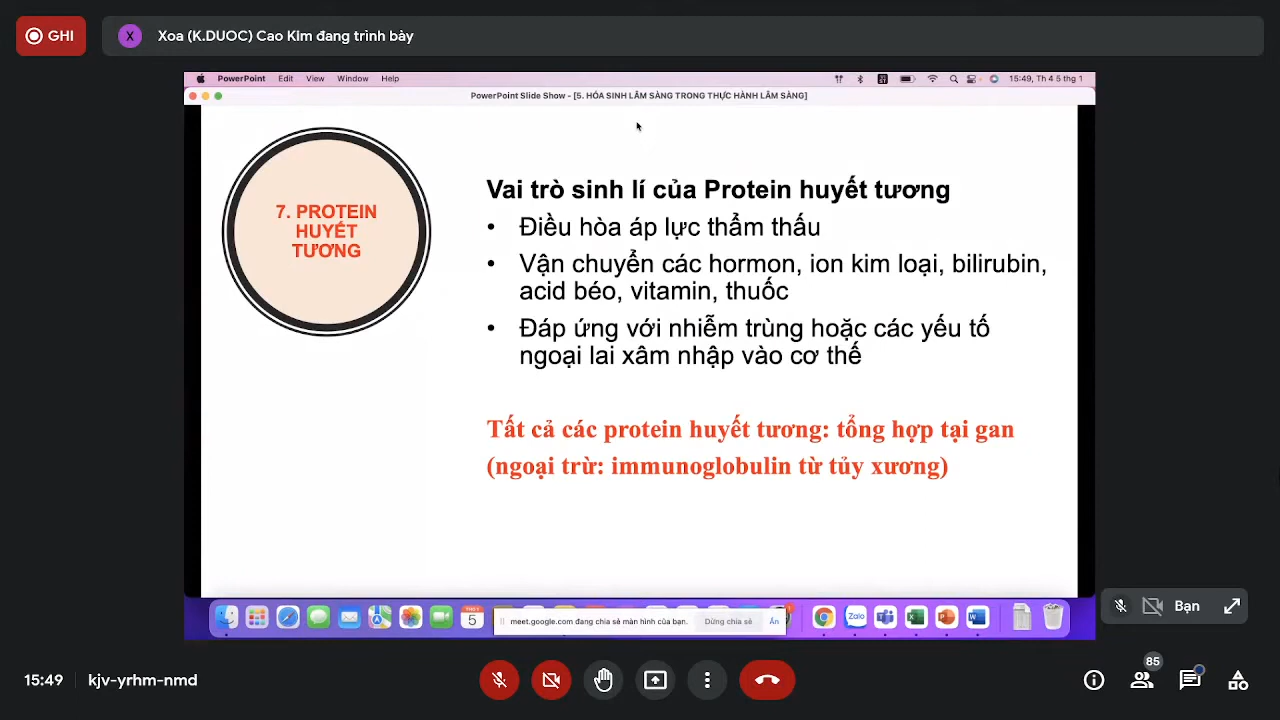 GHI
X
Xoa (K.DUOC) Cao KIm đang trình bày
PowerPoint Edit View Window Help
15:49, Th 4 5 thg 1
PowerPoint Slide Show - [5. HÓA SINH LÂM SÀNG TRONG THỰC HÀNH LÂM SÀNG]
7. PROTEIN
HUYẾT
TƯƠNG
Vai trò sinh lí của Protein huyết tương
• Điều hòa áp lực thẩm thấu
• Vận chuyển các hormon, ion kim loại, bilirubin,
acid béo, vitamin, thuốc
• Đáp ứng với nhiễm trùng hoặc các yếu tố
ngoại lai xâm nhập vào cơ thể
Tất cả các protein huyết tương: tổng hợp tại gan
(ngoại trừ: immunoglobulin từ tủy xương)
5
meet.google.com đang chia sẻ màn hình của bạn.
Dừng chia sẻ
Ẩn
Zalo
Bạn
15:49
kjv-yrhm-nmd
85